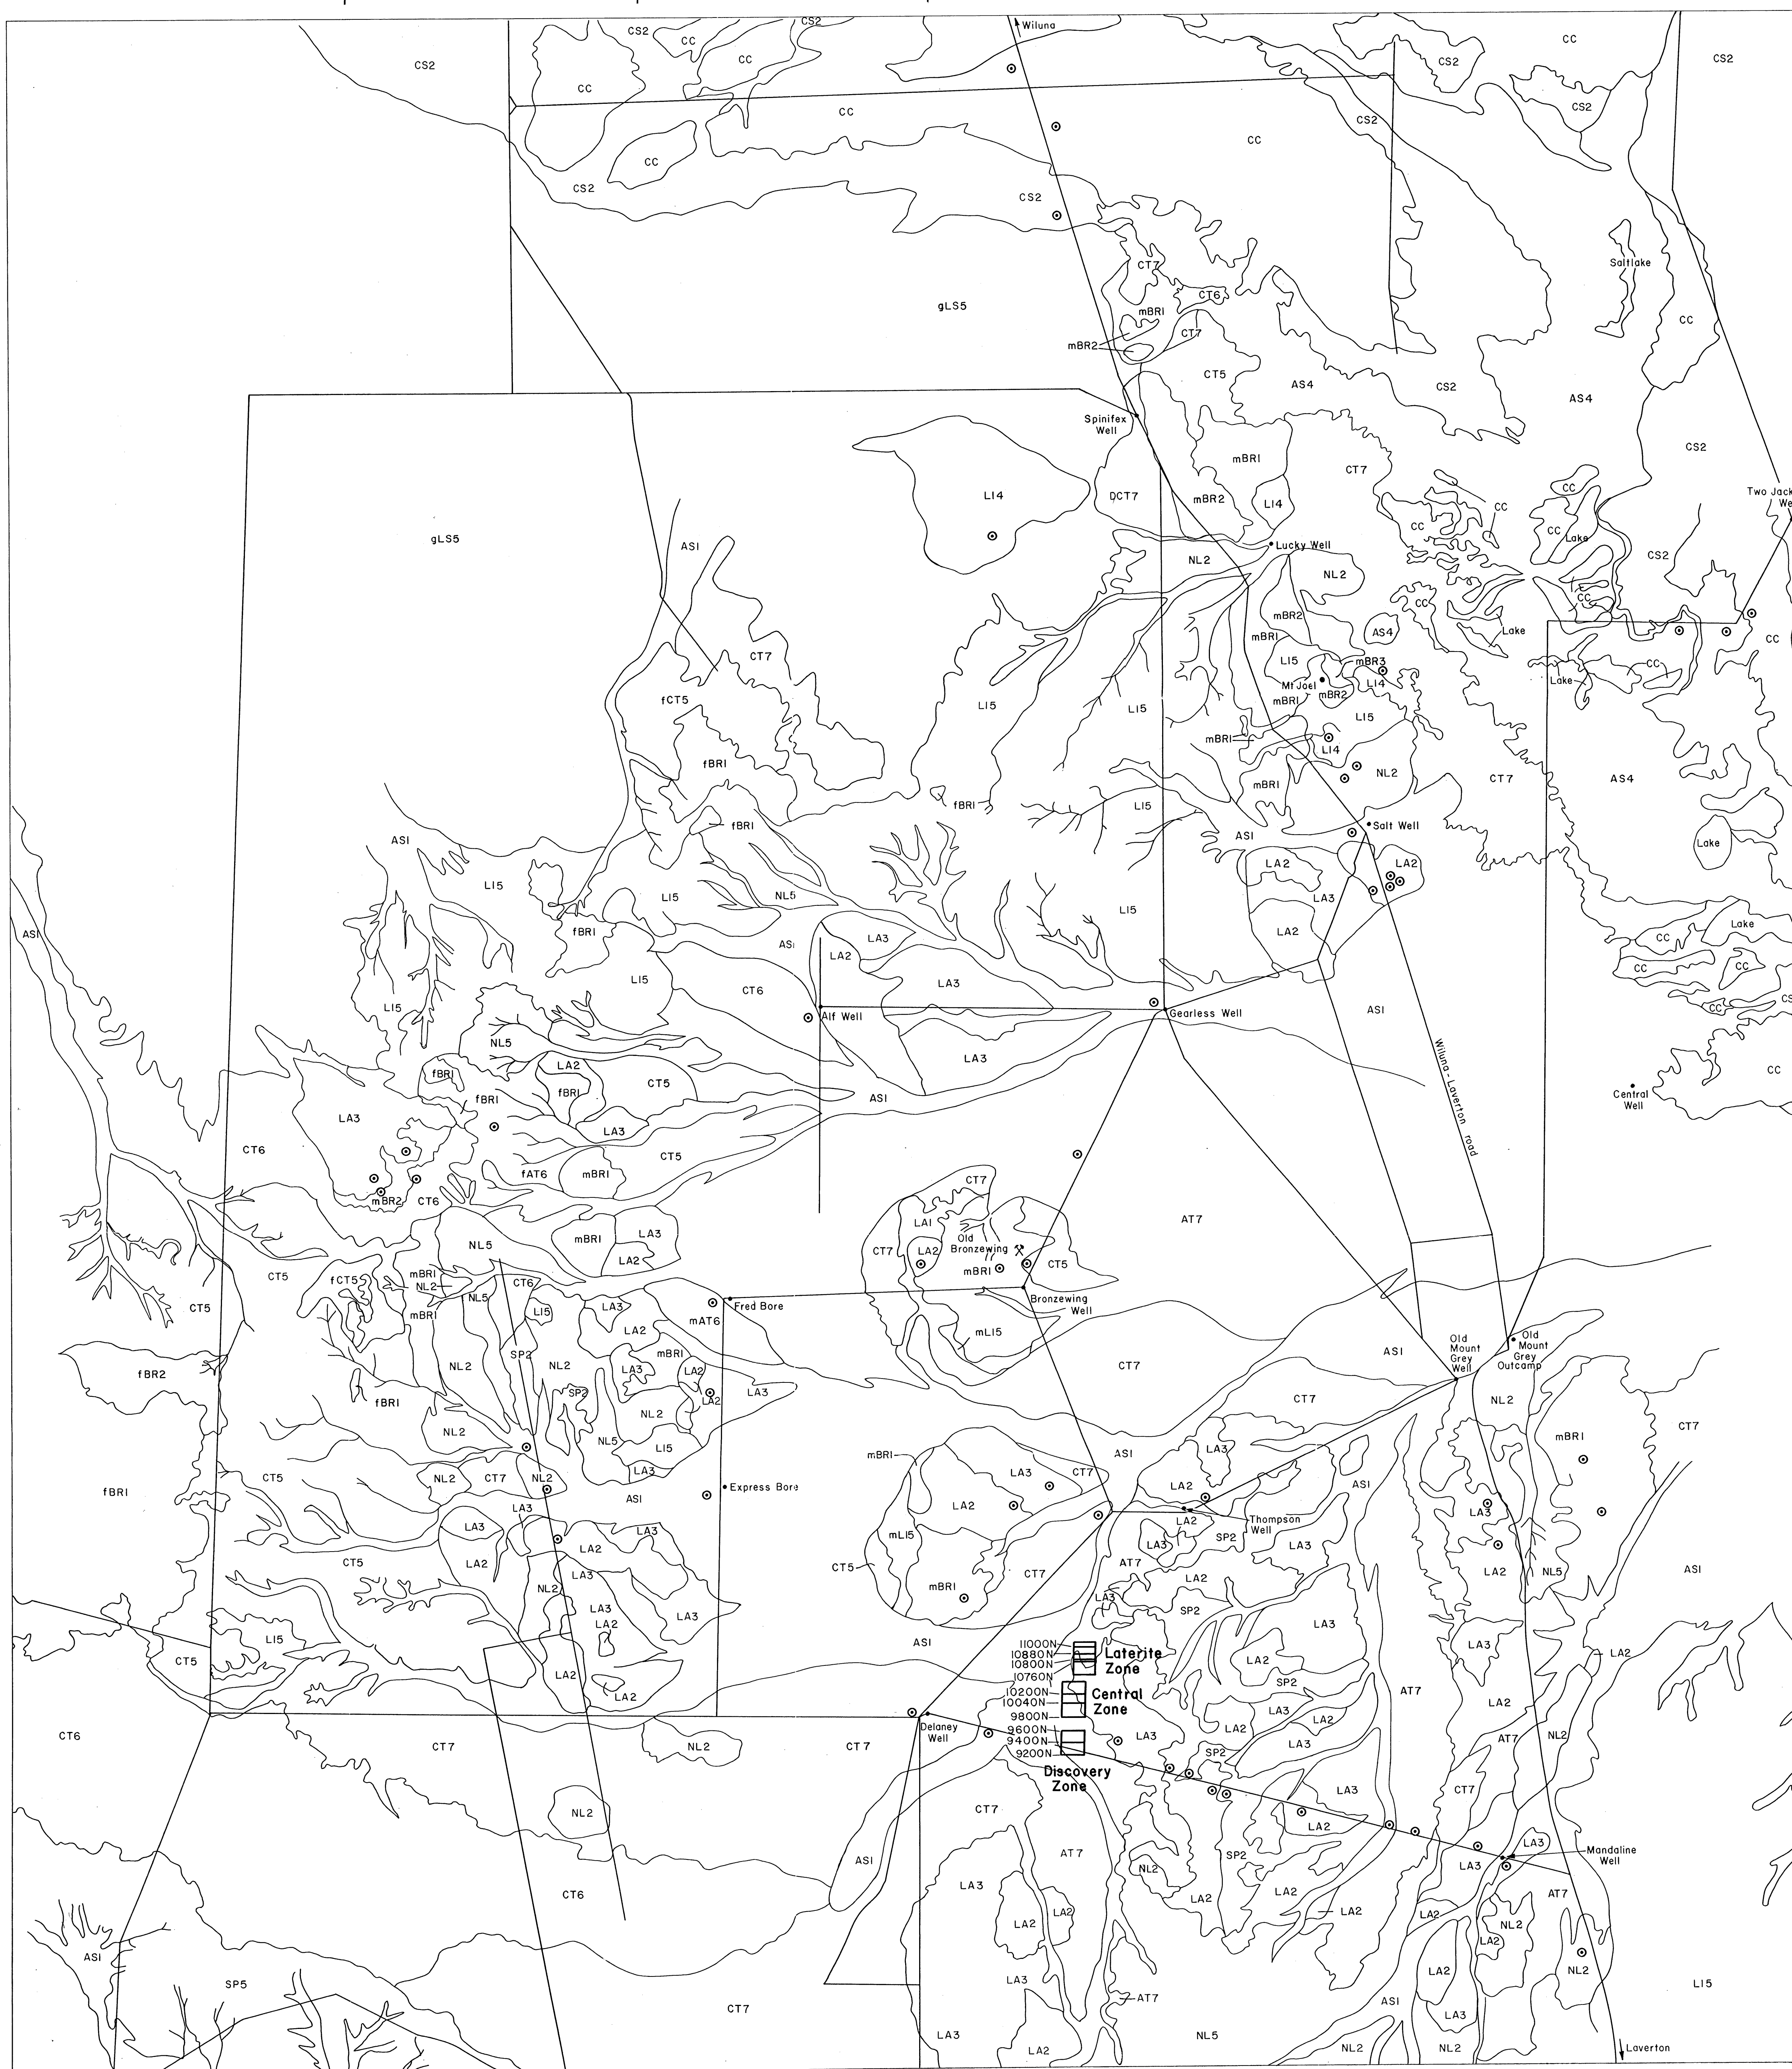 Wiluna
CS2
CS2
CC
CS2
CC
CC
CS2
CC
CS2
CC
CS2
CS2
CC
CC
CC
CS2
CS2
Saltlake
CT7
CT6
gLS5
mBR1
CT7
mBR2
CC
CT5
AS4
CS2
AS4
Spinifex
Well
CS2
mBR1
CT7
L14
DCT7
mBR2
L14
CC
CC
CC
CC
Lake
Two Jack
We
gLS5
AS1
Lucky Well
NL2
NL2
CS2
CC
CC
mBR2
mBR1
AS4
Lake
CC
CT7
L15
mBR3
CC
Mt Joel
L14
mBR2
Lake
fCT5
L15
L15
mBR1
L15
mBR1
L14
fBR1
mBR1
NL2
CT7
AS4
fBR1
L15
fBR1
AS1
AS1
Salt Well
Lake
L15
L15
NL5
LA2
LA2
LA3
AS1
fBR1
L15
AS1
LA3
LA2
LA2
CC
Lake
L15
CT6
LA3
CC
CC
L15
Alf Well
Gearless Well
AS1
CC
CS
NL5
LA3
Wiluna-Laverton road
fBR1
LA2
fBR1
CT5
CC
fBR1
AS1
Central
Well
LA3
LA3
CT6
CT5
fAT6
mBR1
mBR2
CT6
CT7
AT7
LA1
NL5
mBR1
LA3
LA2
CT7
LA2
Old
Bronzewing
mBR1
CT5
CT5
fCT5
mBR1
NL2
CT6
NL5
CT5
mBR1
L15
LA3
Fred Bore
mAT6
Bronzewing
Well
LA2
mL15
SP2
NL2
NL2
mBR1
AS1
Old
Mount
Grey
Well
Old
Mount
Grey
Outcamp
fBR2
LA3
LA2
CT7
fBR1
SP2
LA2
LA3
CT7
NL2
NL2
NL2
NL5
L15
mBR1
AS1
LA3
mBR1
CT7
CT5
NL2
CT7
NL2
LA3
LA3
CT7
AS1
fBR1
AS1
Express Bore
LA2
LA2
LA3
LA3
LA3
LA3
mL15
LA2
Thompson
Well
LA2
SP2
LA3
LA3
CT5
LA2
CT5
CT7
AT7
LA2
NL5
AS1
NL2
LA3
mBR1
LA2
LA3
LA3
LA3
LA2
SP2
LA3
L15
CT5
AS1
11000N
10880N
10800N
10760N
Laterite
Zone
LA2
LA3
LA2
LA2
LA2
10200N
10040N
9800N
Central
Zone
SP2
AT7
LA2
CT6
CT7
NL2
CT7
Delaney
Well
9600N
9400N
9200N
LA3
LA3
LA2
LA2
LA3
SP2
AT7
NL2
Discovery
Zone
CT7
NL2
LA3
LA2
CT7
AS1
AT7
SP2
LA3
LA3
Mandaline
Well
CT6
LA3
NL2
LA2
LA2
LA2
LA2
AT7
LA2
LA2
NL2
LA2
AS1
SP5
LA3
LA2
NL2
L15
CT7
AT7
AS1
LA3
LA3
LA2
NL5
NL2
NL2
Laverton